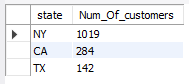 state Num_Of_customers
NY 1019
CA 284
TX 142